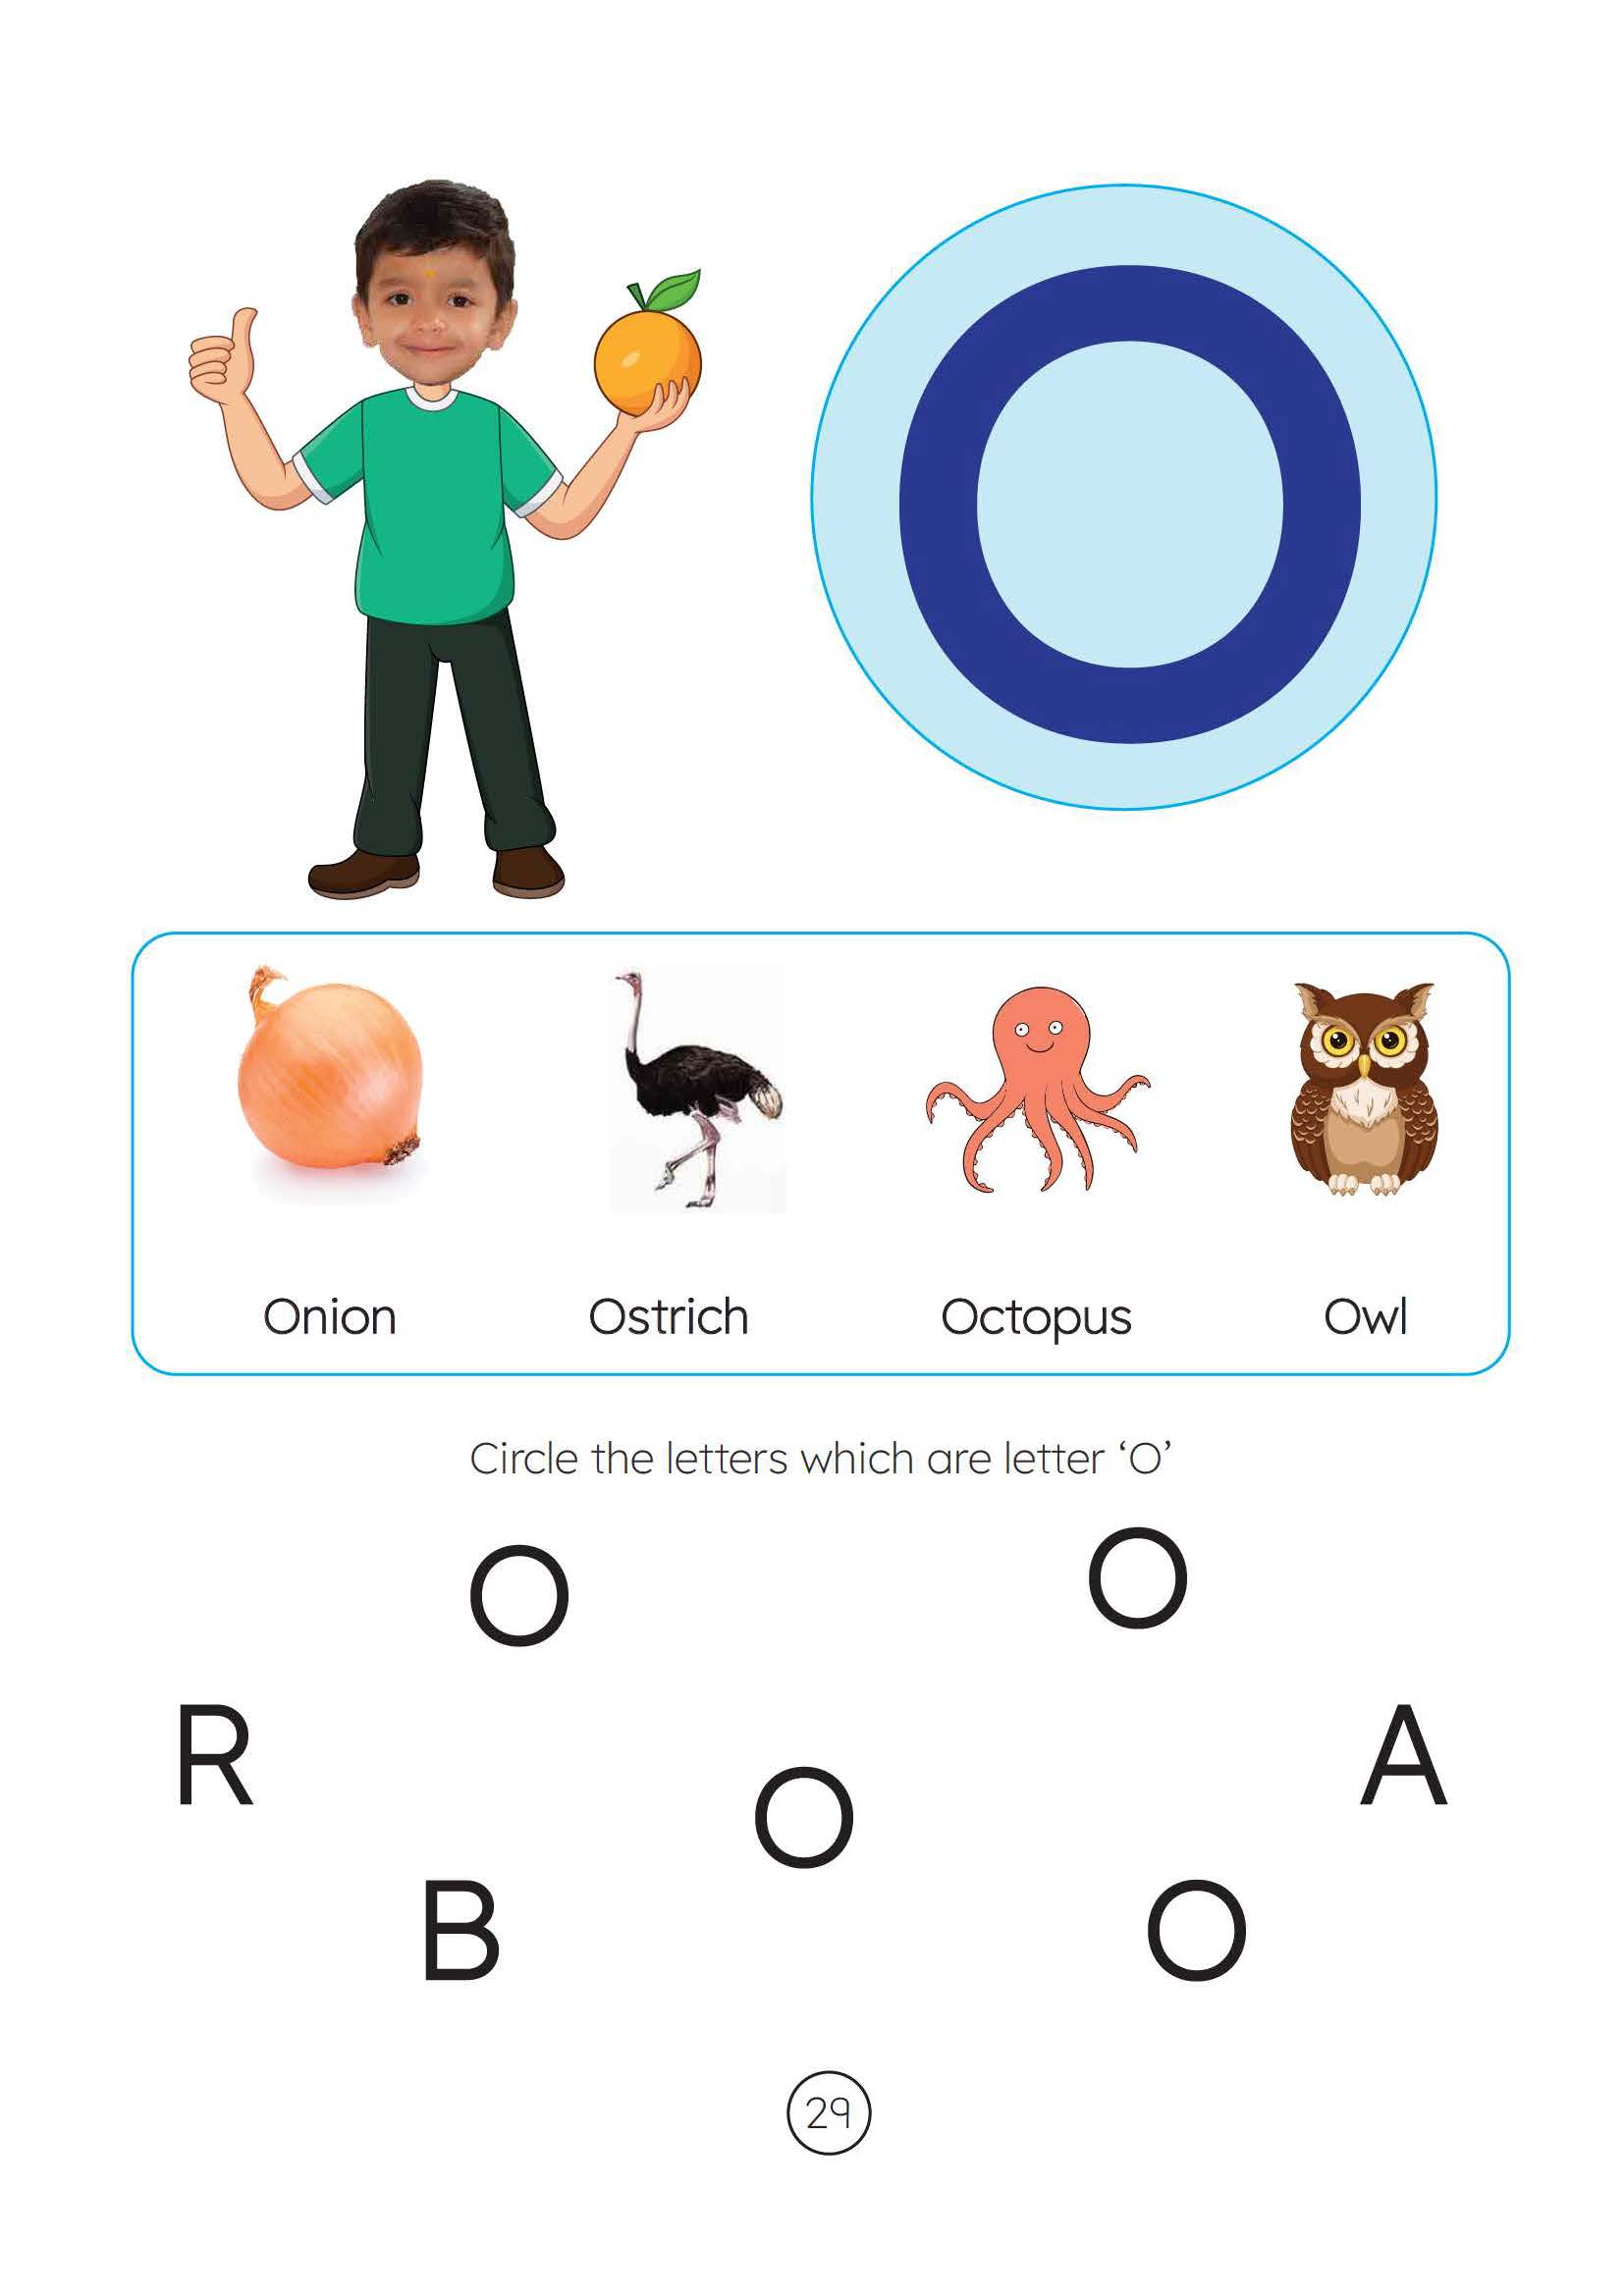 O
Onion Ostrich Octopus Owl
Circle the letters which are letter ‘O’
O O
R A
O
B O
29